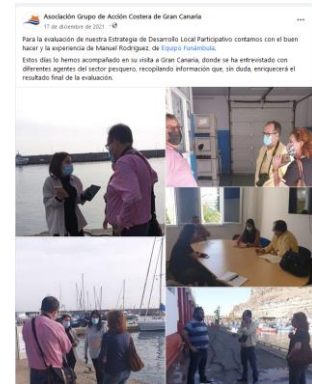 Asociación Grupo de Acción Costera de Gran Canaria
17 de diciembre de 2021
Para la evaluación de nuestra Estrategia de Desarrollo Local Participativo contamos con el buen
hacer y la experiencia de Manuel Rodríguez, de Equipo Funámbula.
Estos días lo hemos acompañado en su visita a Gran Canaria, donde se ha entrevistado con
diferentes agentes del sector pesquero, recopilando información que, sin duda, enriquecerá el
resultado final de la evaluación.